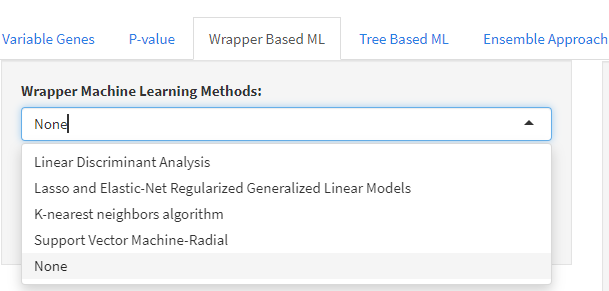 Variable Genes P-value Wrapper Based ML Tree Based ML Ensemble Approach
Wrapper Machine Learning Methods:
None
Linear Discriminant Analysis
Lasso and Elastic-Net Regularized Generalized Linear Models
K-nearest neighbors algorithm
Support Vector Machine-Radial
None